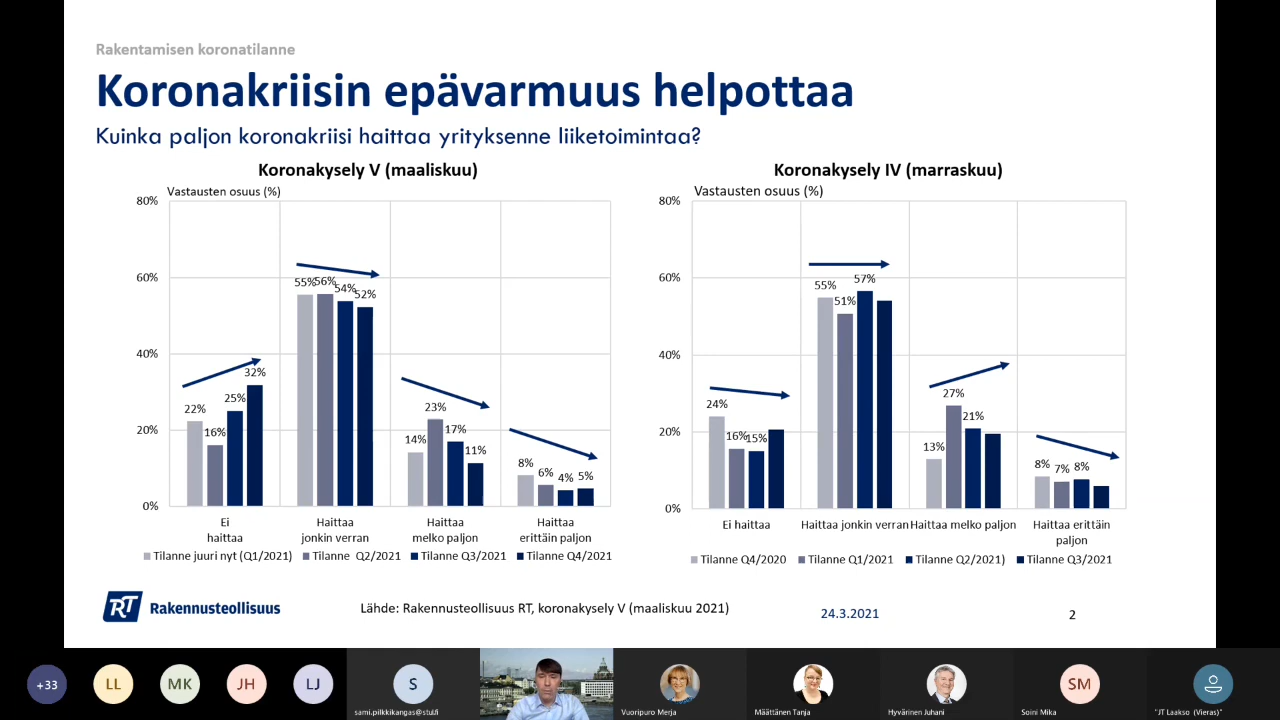 Rakentamisen koronatilanne
Koronakriisin epävarmuus helpottaa
Kuinka paljon koronakriisi haittaa yrityksenne liiketoimintaa?
Koronakysely V (maaliskuu)
Vastausten osuus (%)
80%
60%
40%
20%
0%
22%
16%
25%
32%
55%
56%
54%
52%
14%
23%
17%
11%
8%
6%
4%
5%
Ei
haittaa
Haittaa
jonkin verran
Haittaa
melko paljon
Haittaa
erittäin paljon
Tilanne juuri nyt (Q1/2021)
Tilanne Q2/2021
Tilanne Q3/2021
Tilanne Q4/2021
Koronakysely IV (marraskuu)
Vastausten osuus (%)
80%
60%
40%
20%
0%
24%
16%
15%
55%
51%
57%
13%
27%
21%
8%
7%
8%
Ei haittaa
Haittaa jonkin verran
Haittaa melko paljon
Haittaa erittäin
paljon
Tilanne Q4/2020
Tilanne Q1/2021
Tilanne Q2/2021)
Tilanne Q3/2021
RT Rakennusteollisuus
Lähde: Rakennusteollisuus RT, koronakysely V (maaliskuu 2021)
24.3.2021
2
+33
LL
MK
JH
LJ
S
sami.pilkkikangas@stul.fi
Vuoripuro Merja
Määttänen Tanja
Hyvärinen Juhani
SM
Soini Mika
"JT Laakso (Vieras)"